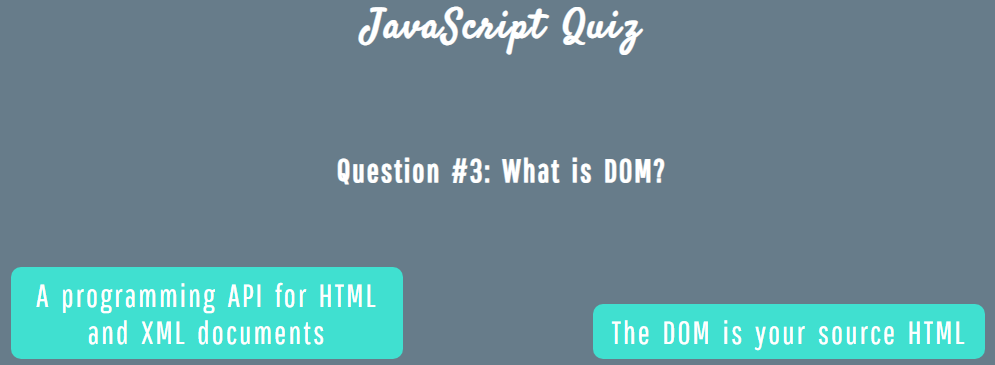 JavaScript Quiz
Question #3: What is DOM?
A programming API for HTML
and XML documents
The DOM is your source HTML